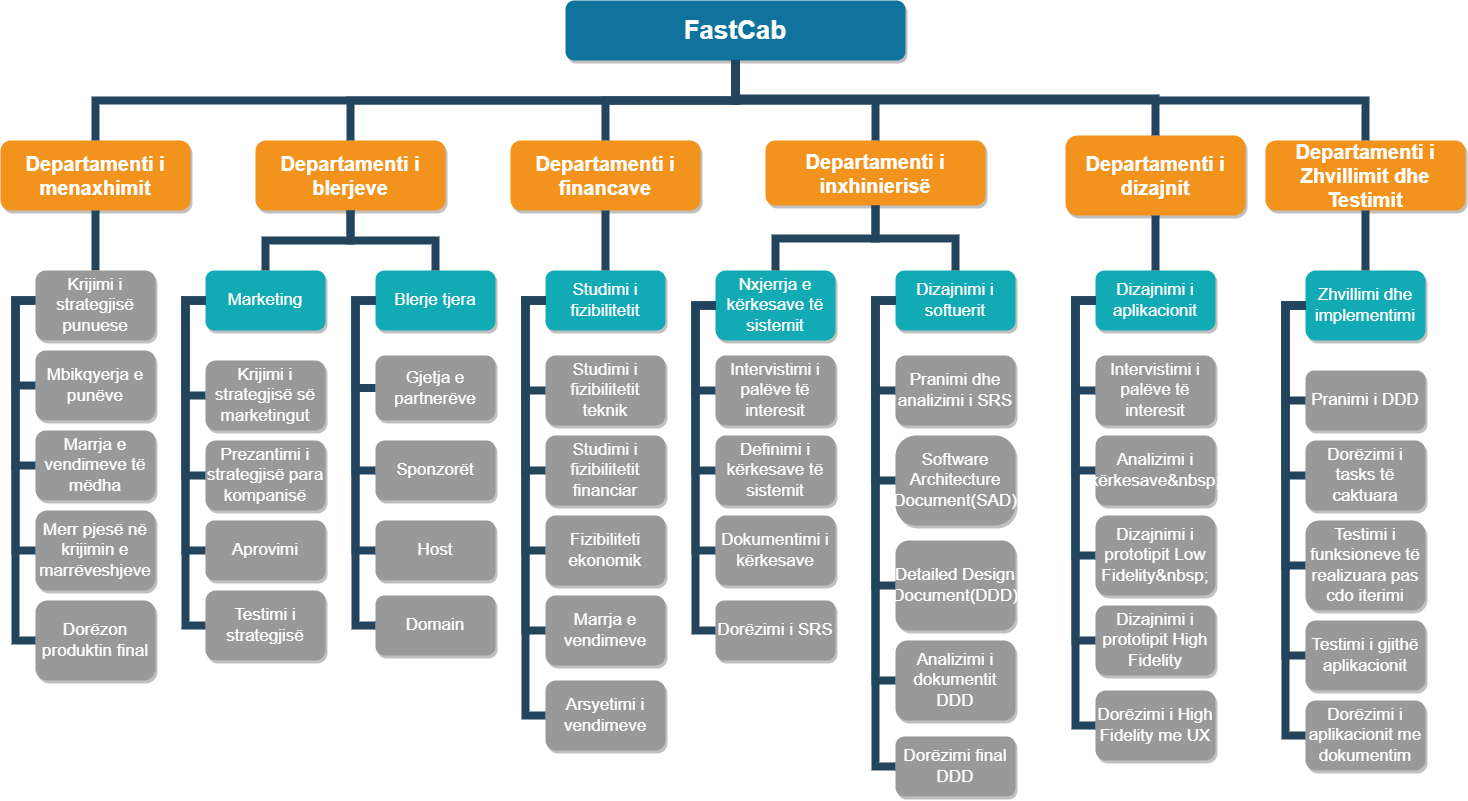 FastCab
Departamenti i
menaxhimit
Departamenti i
blerjeve
Departamenti i
financave
Departamenti i
inxhinierisë
Departamenti i
dizajnit
Departamenti i
Zhvillimit dhe
Testimit
Krijimi i
strategjisë
punuese
Mbikqyerja e
punëve
Marrja e
vendimeve të
mëdha
Merr pjesë në
krijimin e
marrëveshjeve
Dorëzon
produktin final
Marketing
Krijimi i
strategjisë së
marketingut
Prezantimi i
strategjisë para
kompanisë
Aprovimi
Testimi i
strategjisë
Blerje tjera
Gjetja e
partnerëve
Sponzorët
Host
Domain
Studimi i
fizibilitetit
Studimi i
fizibilitetit
teknik
Studimi i
fizibilitetit
financiar
Fizibiliteti
ekonomik
Marrja e
vendimeve
Arsyetimi i
vendimeve
Nxjerrja e
kërkesave të
sistemit
Intervistimi i
palëve të
interesit
Definimi i
kërkesave të
sistemit
Dokumentimi i
kërkesave
Dorëzimi i SRS
Dizajnimi i
softuerit
Pranimi dhe
analizimi i SRS
Software
Architecture
Document(SAD)
Detailed Design
Document(DDD)
Analizimi i
dokumentit
DDD
Dorëzimi final
DDD
Dizajnimi i
aplikacionit
Intervistimi i
palëve të
interesit
Analizimi i
kërkesave&nbsp
Dizajnimi i
prototipit Low
Fidelity&nbsp;
Dizajnimi i
prototipit High
Fidelity
Dorëzimi i High
Fidelity me UX
Zhvillimi dhe
implementimi
Pranimi i DDD
Dorëzimi i
tasks të
caktuara
Testimi i
funksioneve të
realizuara pas
cdo iterimi
Testimi i gjithë
aplikacionit
Dorëzimi i
aplikacionit me
dokumentim